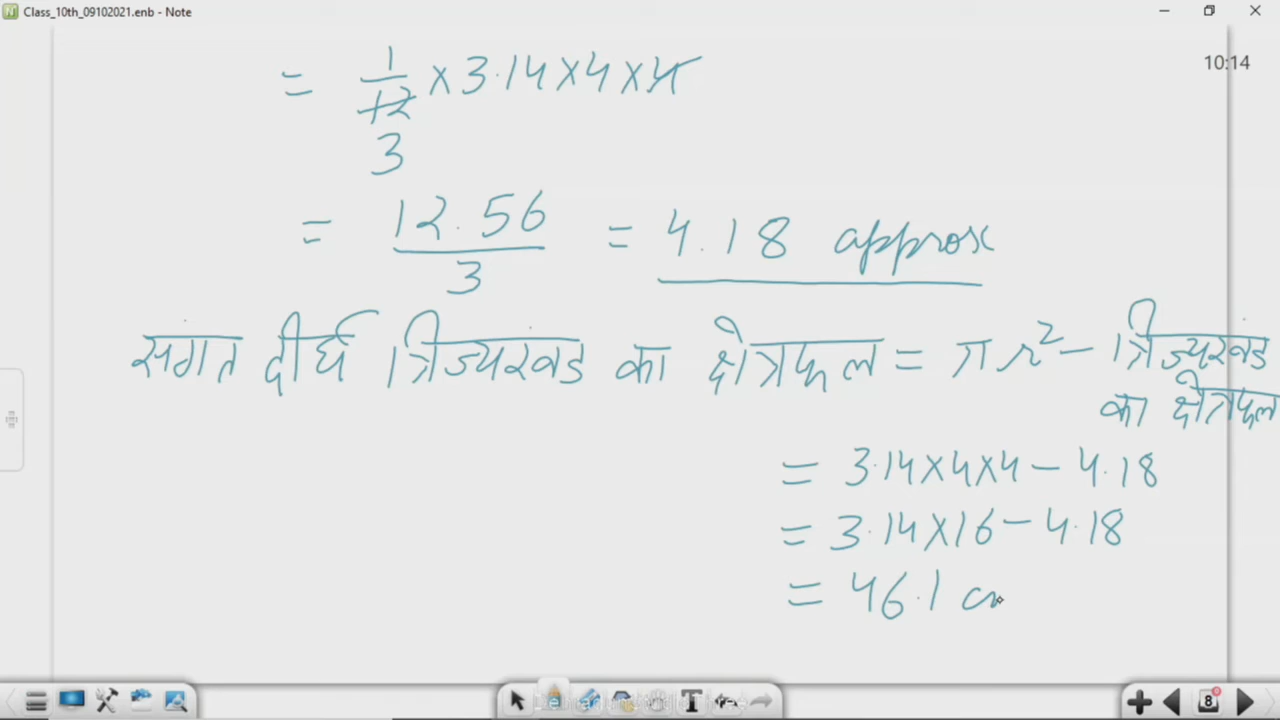 Class_10th_09102021.enb - Note
10:14
= 1/12 × 3.14 × 4 × 4
3
= 12.56/3 = 4.18 approx
संगत दीर्घ त्रिज्यखंड का क्षेत्रफल = πr² − त्रिज्यखंड
का क्षेत्रफल
= 3.14×4×4 − 4.18
= 3.14×16 − 4.18
= 46.1 cm
8